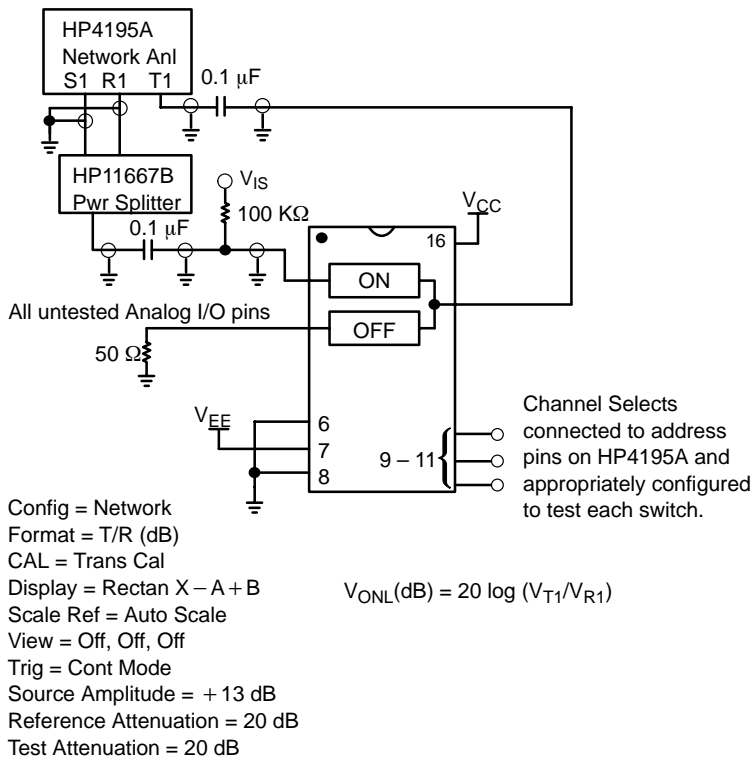 HP4195A
Network Anl
S1 R1 T1
0.1 μF
HP11667B
Pwr Splitter
V_IS
100 KΩ
0.1 μF
V_CC
16
ON
All untested Analog I/O pins
OFF
50 Ω
V_EE
6
7
8
9 – 11
Channel Selects
connected to address
pins on HP4195A and
appropriately configured
to test each switch.
Config = Network
Format = T/R (dB)
CAL = Trans Cal
Display = Rectan X – A + B
Scale Ref = Auto Scale
View = Off, Off, Off
Trig = Cont Mode
Source Amplitude = + 13 dB
Reference Attenuation = 20 dB
Test Attenuation = 20 dB
V_ONL(dB) = 20 log (V_T1/V_R1)